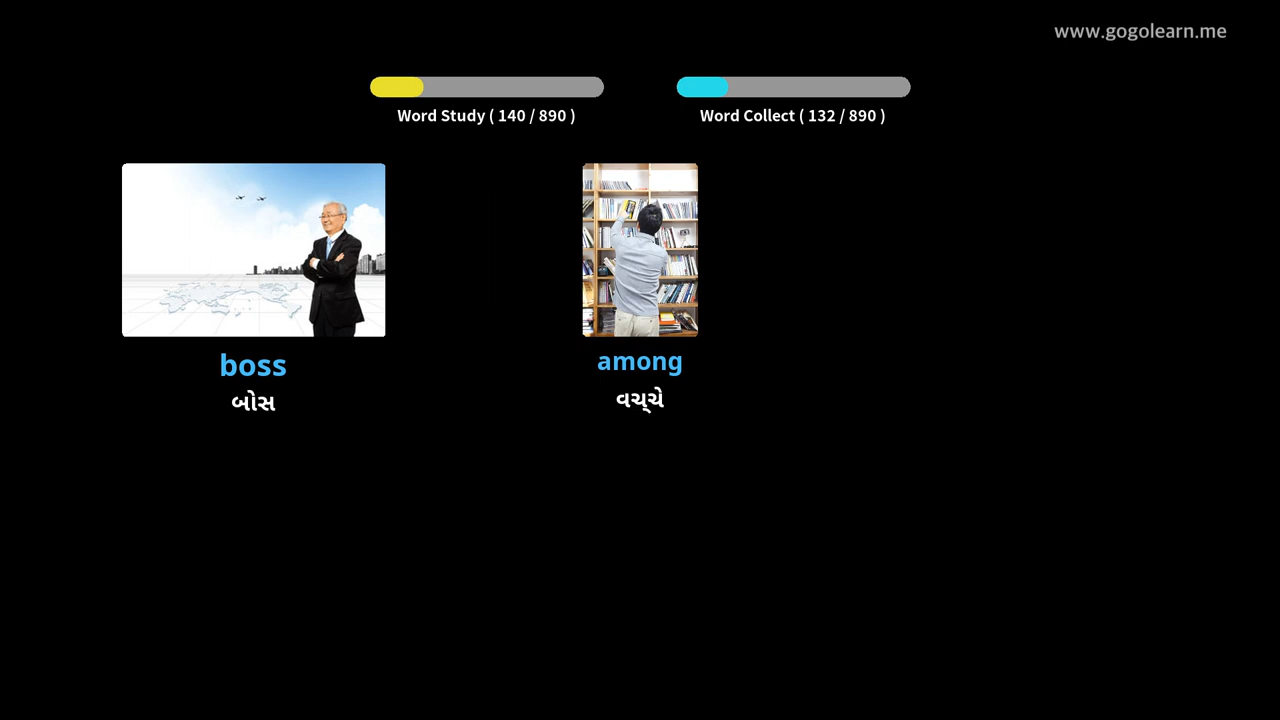 www.gogolearn.me
Word Study ( 140 / 890 )
Word Collect ( 132 / 890 )
boss
બોસ
among
વચ્ચે